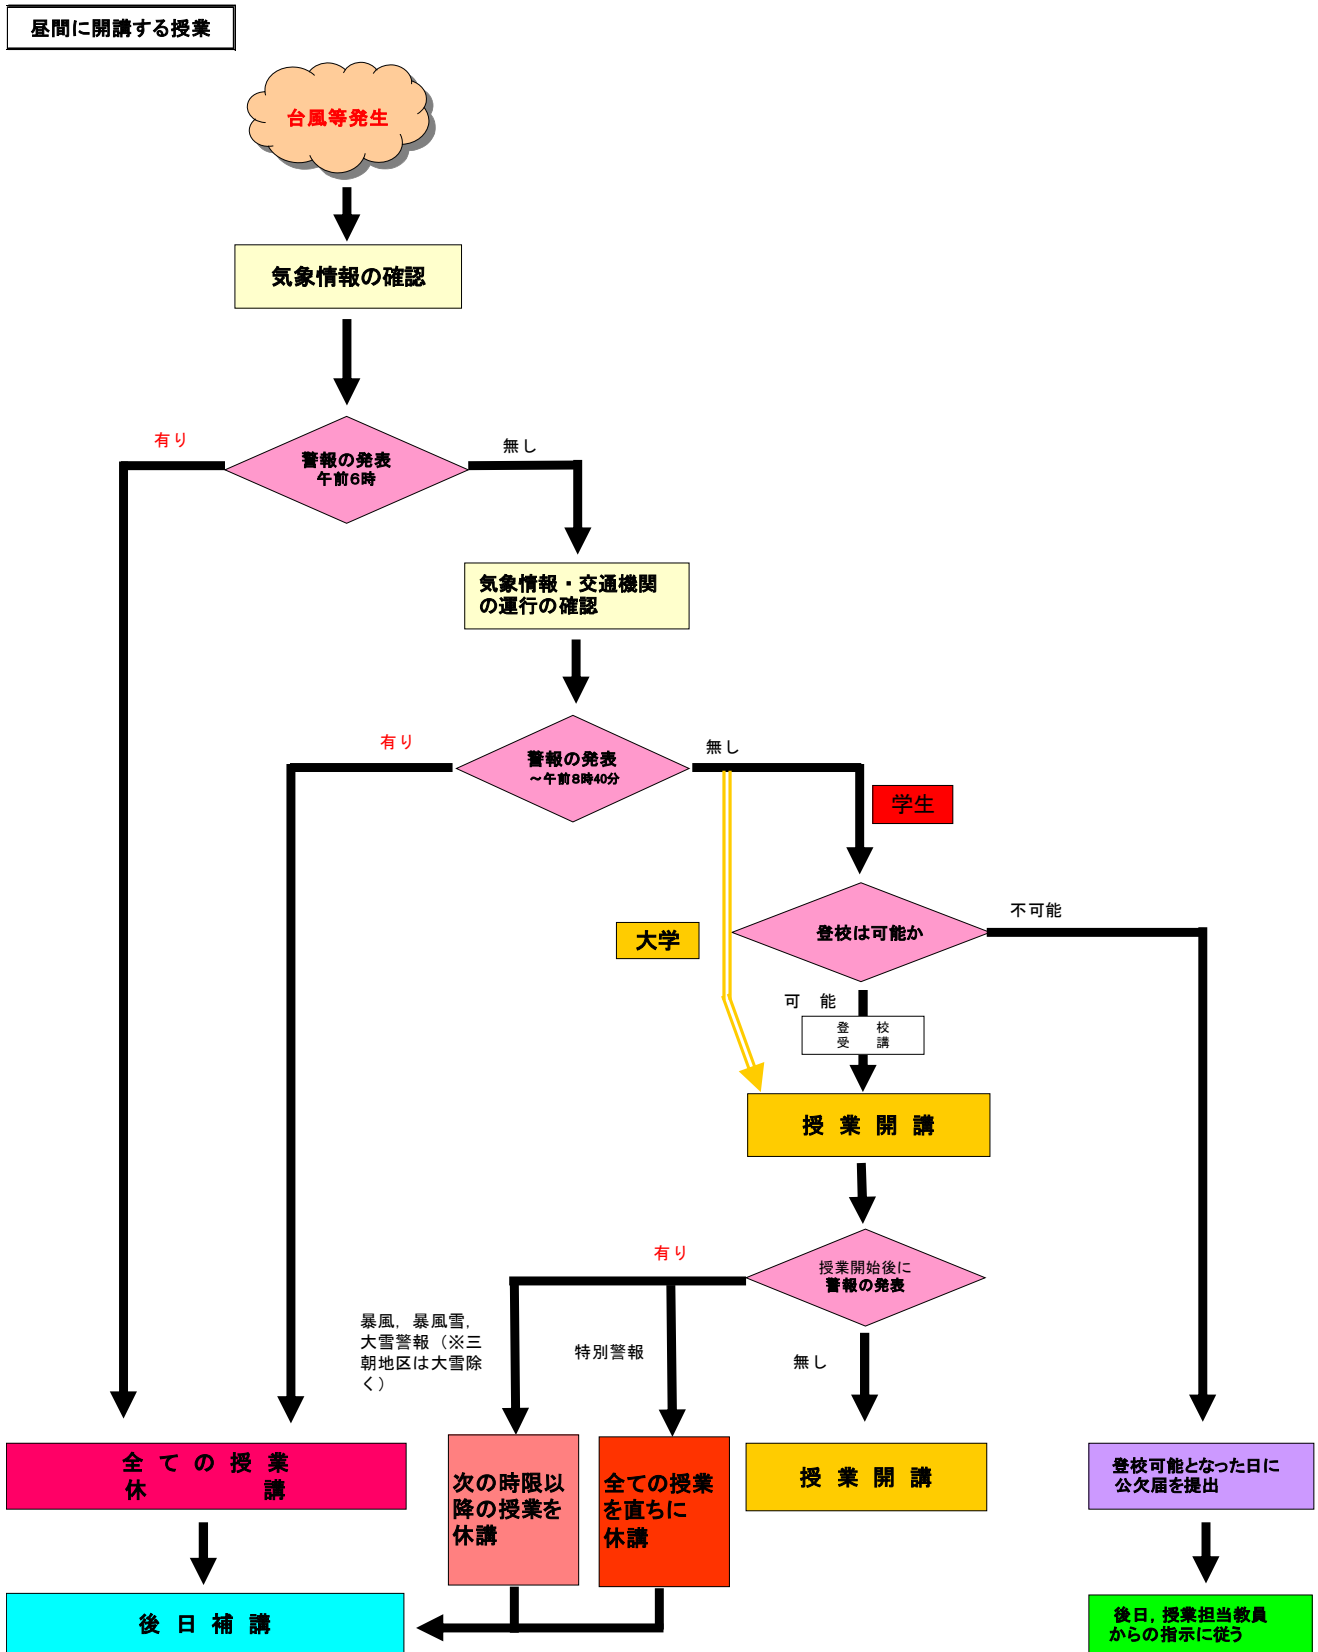 昼間に開講する授業
台風等発生
気象情報の確認
有り
無し
警報の発表
午前6時
気象情報・交通機関
の運行の確認
有り
無し
警報の発表
～午前8時40分
学生
大学
登校は可能か
不可能
可　能
登　校
受　講
授 業 開 講
有り
授業開始後に
警報の発表
暴風，暴風雪，
大雪警報（※三
朝地区は大雪除
く）
特別警報
無し
全 て の 授 業
休　　　　　講
次の時限以
降の授業を
休講
全ての授業
を直ちに
休講
授 業 開 講
登校可能となった日に
公欠届を提出
後 日 補 講
後日，授業担当教員
からの指示に従う